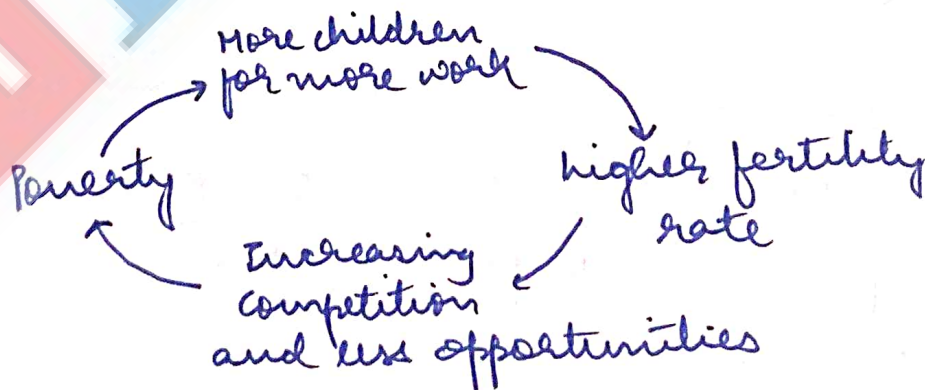 More children
for more work
Poverty
higher fertility
rate
Increasing
competition
and less opportunities